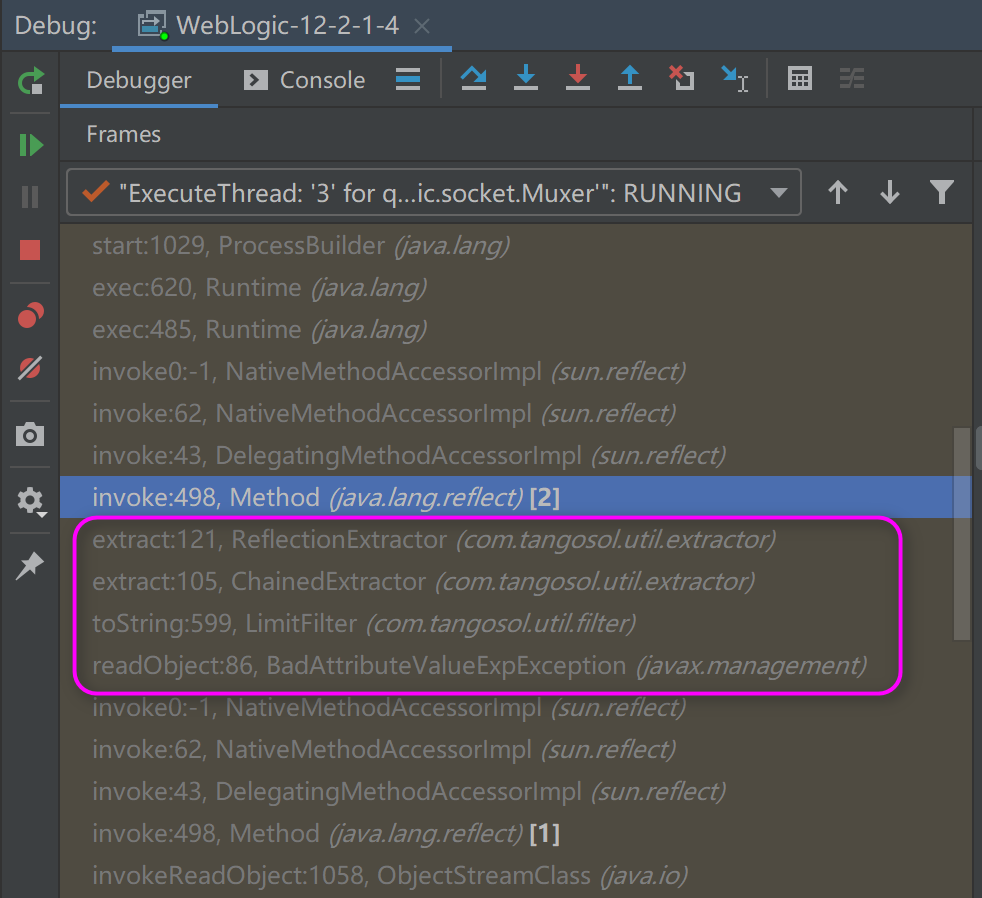 Debug: WebLogic-12-2-1-4
Debugger Console
Frames
"ExecuteThread: '3' for q...ic.socket.Muxer'": RUNNING
start:1029, ProcessBuilder (java.lang)
exec:620, Runtime (java.lang)
exec:485, Runtime (java.lang)
invoke0:-1, NativeMethodAccessorImpl (sun.reflect)
invoke:62, NativeMethodAccessorImpl (sun.reflect)
invoke:43, DelegatingMethodAccessorImpl (sun.reflect)
invoke:498, Method (java.lang.reflect) [2]
extract:121, ReflectionExtractor (com.tangosol.util.extractor)
extract:105, ChainedExtractor (com.tangosol.util.extractor)
toString:599, LimitFilter (com.tangosol.util.filter)
readObject:86, BadAttributeValueExpException (javax.management)
invoke0:-1, NativeMethodAccessorImpl (sun.reflect)
invoke:62, NativeMethodAccessorImpl (sun.reflect)
invoke:43, DelegatingMethodAccessorImpl (sun.reflect)
invoke:498, Method (java.lang.reflect) [1]
invokeReadObject:1058, ObjectStreamClass (java.io)